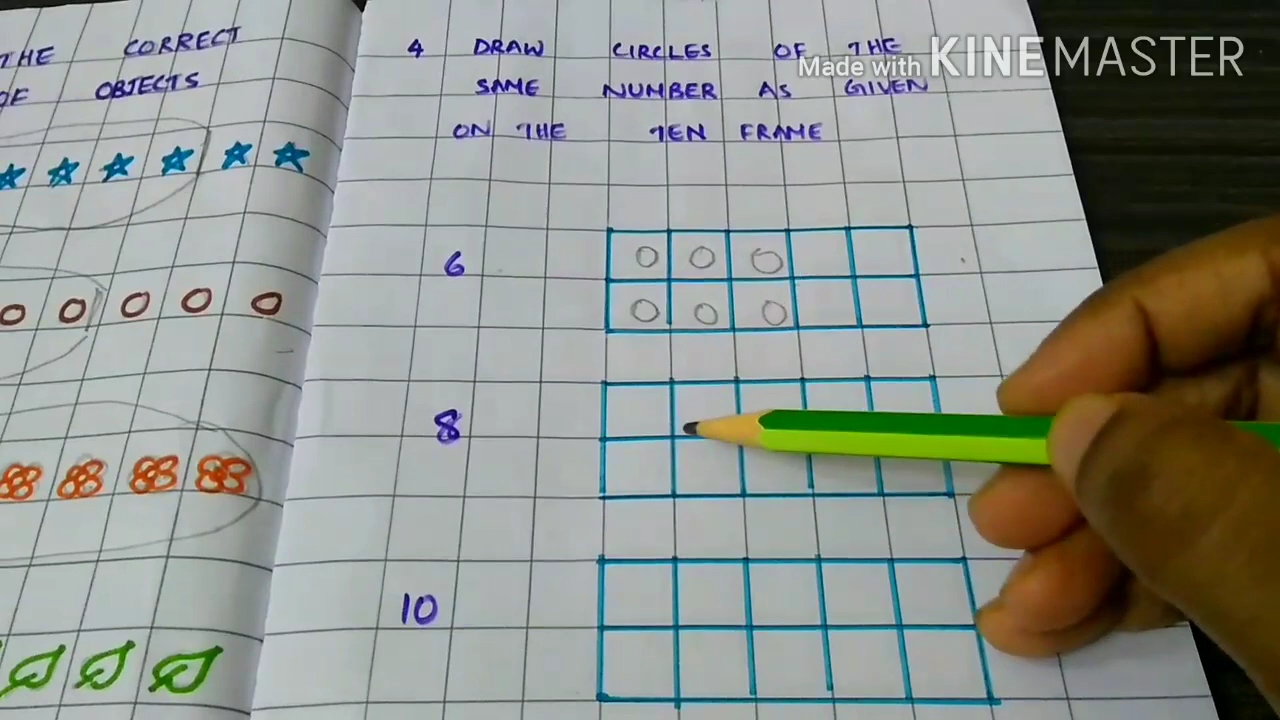 THE CORRECT
OF OBJECTS
4 DRAW CIRCLES OF THE
SAME NUMBER AS GIVEN
ON THE TEN FRAME
Made with KINEMASTER
6
8
10